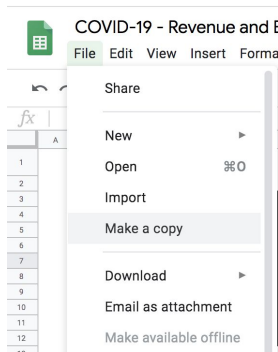 COVID-19 - Revenue and
File Edit View Insert Forma
fx
Share
A
New
1
Open ⌘O
2
3
Import
4
5
Make a copy
6
7
8
Download
9
10
Email as attachment
11
12
Make available offline